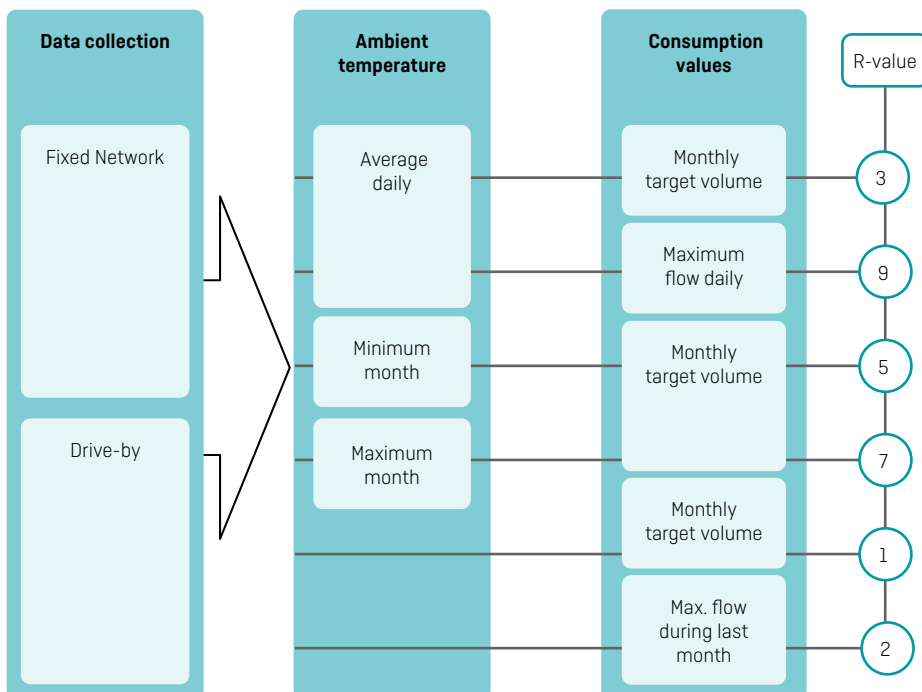 Data collection
Fixed Network
Drive-by
Ambient
temperature
Average
daily
Minimum
month
Maximum
month
Consumption
values
Monthly
target volume
Maximum
flow daily
Monthly
target volume
Monthly
target volume
Max. flow
during last
month
R-value
3
9
5
7
1
2